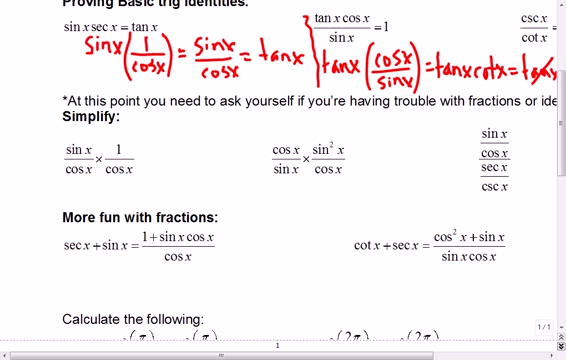 Proving Basic trig identities.
sin x sec x = tan x
tan x cos x / sin x = 1
csc x / cot x =
sinx(1/cosx) = sinx/cosx = tanx
tanx(cosx/sinx) = tanxcotx =
*At this point you need to ask yourself if you're having trouble with fractions or ide
Simplify:
sin x / cos x × 1 / cos x
cos x / sin x × sin² x / cos x
sin x / cos x / sec x / csc x
More fun with fractions:
sec x + sin x = 1 + sin x cos x / cos x
cot x + sec x = cos² x + sin x / sin x cos x
Calculate the following:
1/1
1